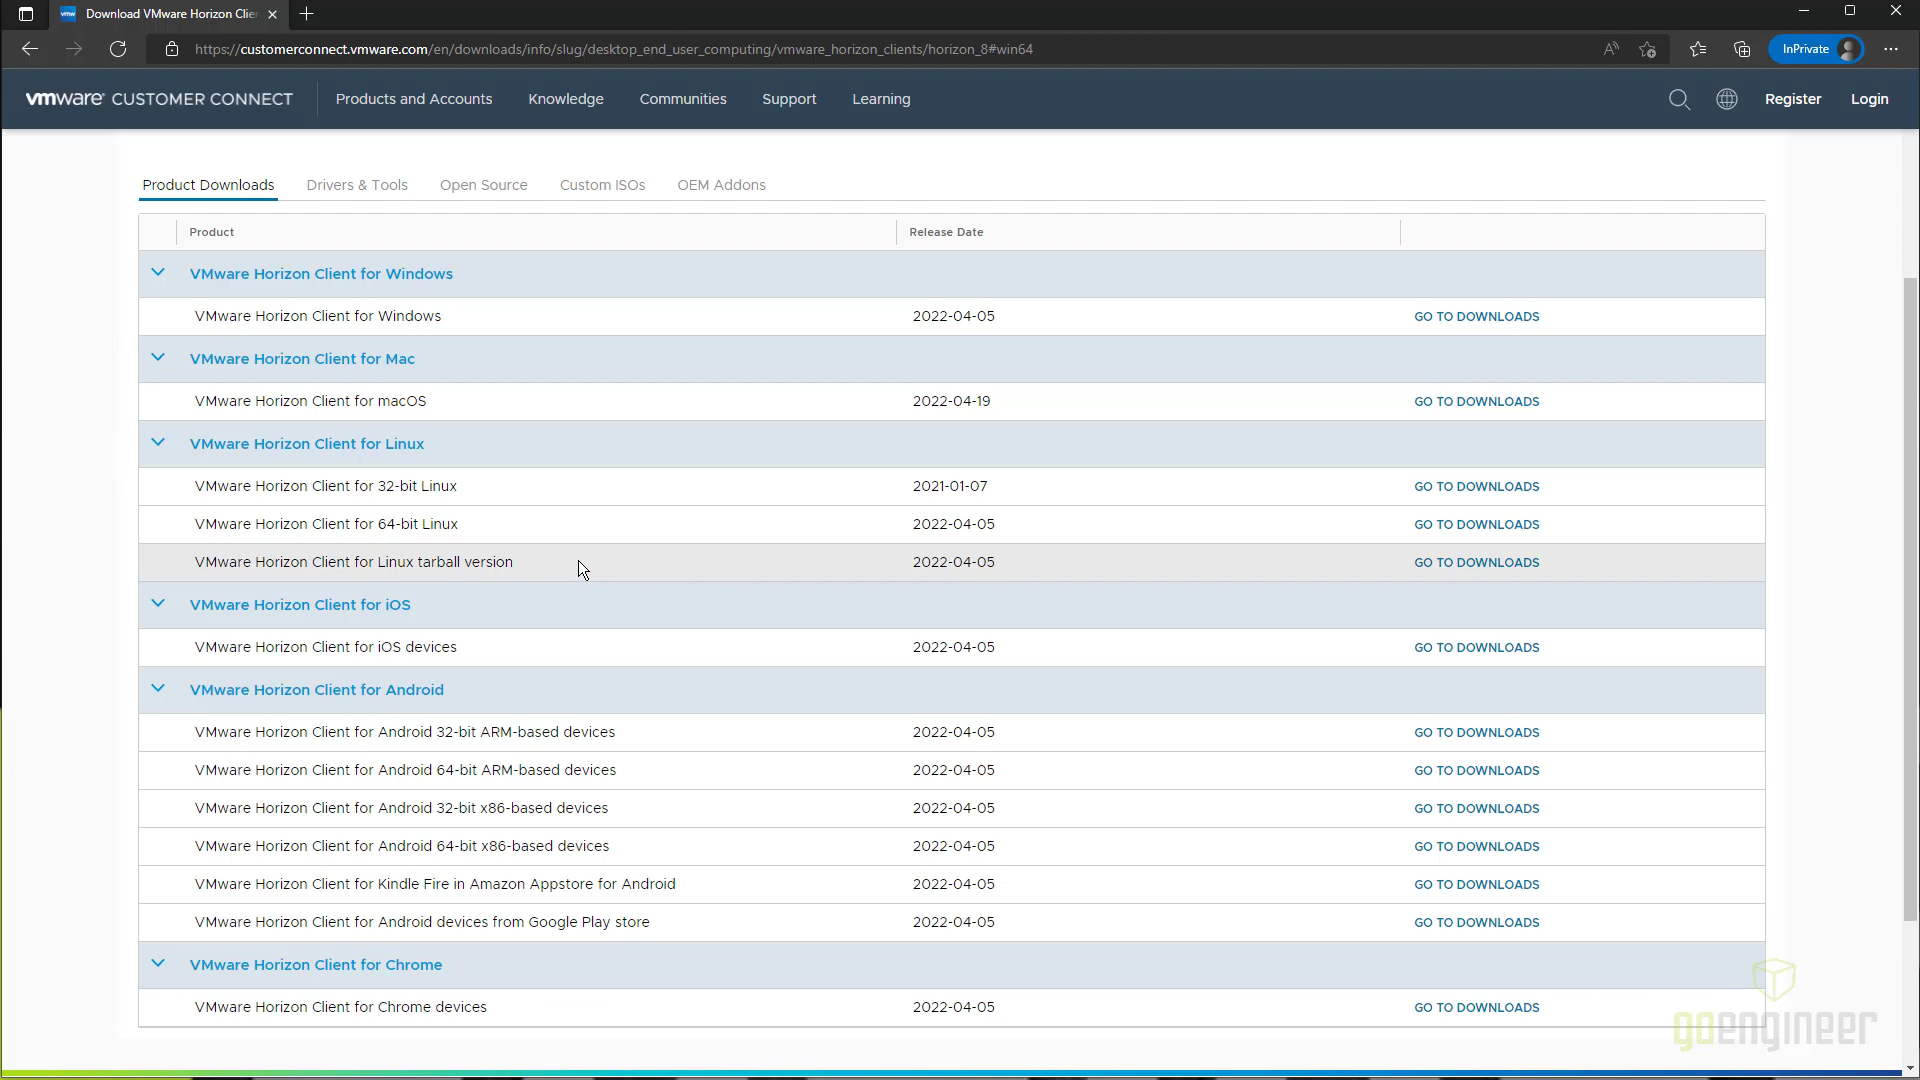 vmw Download VMware Horizon Clie
https://customerconnect.vmware.com/en/downloads/info/slug/desktop_end_user_computing/vmware_horizon_clients/horizon_8#win64
InPrivate
vmware® CUSTOMER CONNECT Products and Accounts Knowledge Communities Support Learning Register Login
Product Downloads Drivers & Tools Open Source Custom ISOs OEM Addons
Product Release Date
VMware Horizon Client for Windows
VMware Horizon Client for Windows 2022-04-05 GO TO DOWNLOADS
VMware Horizon Client for Mac
VMware Horizon Client for macOS 2022-04-19 GO TO DOWNLOADS
VMware Horizon Client for Linux
VMware Horizon Client for 32-bit Linux 2021-01-07 GO TO DOWNLOADS
VMware Horizon Client for 64-bit Linux 2022-04-05 GO TO DOWNLOADS
VMware Horizon Client for Linux tarball version 2022-04-05 GO TO DOWNLOADS
VMware Horizon Client for iOS
VMware Horizon Client for iOS devices 2022-04-05 GO TO DOWNLOADS
VMware Horizon Client for Android
VMware Horizon Client for Android 32-bit ARM-based devices 2022-04-05 GO TO DOWNLOADS
VMware Horizon Client for Android 64-bit ARM-based devices 2022-04-05 GO TO DOWNLOADS
VMware Horizon Client for Android 32-bit x86-based devices 2022-04-05 GO TO DOWNLOADS
VMware Horizon Client for Android 64-bit x86-based devices 2022-04-05 GO TO DOWNLOADS
VMware Horizon Client for Kindle Fire in Amazon Appstore for Android 2022-04-05 GO TO DOWNLOADS
VMware Horizon Client for Android devices from Google Play store 2022-04-05 GO TO DOWNLOADS
VMware Horizon Client for Chrome
VMware Horizon Client for Chrome devices 2022-04-05 GO TO DOWNLOADS
goengineer